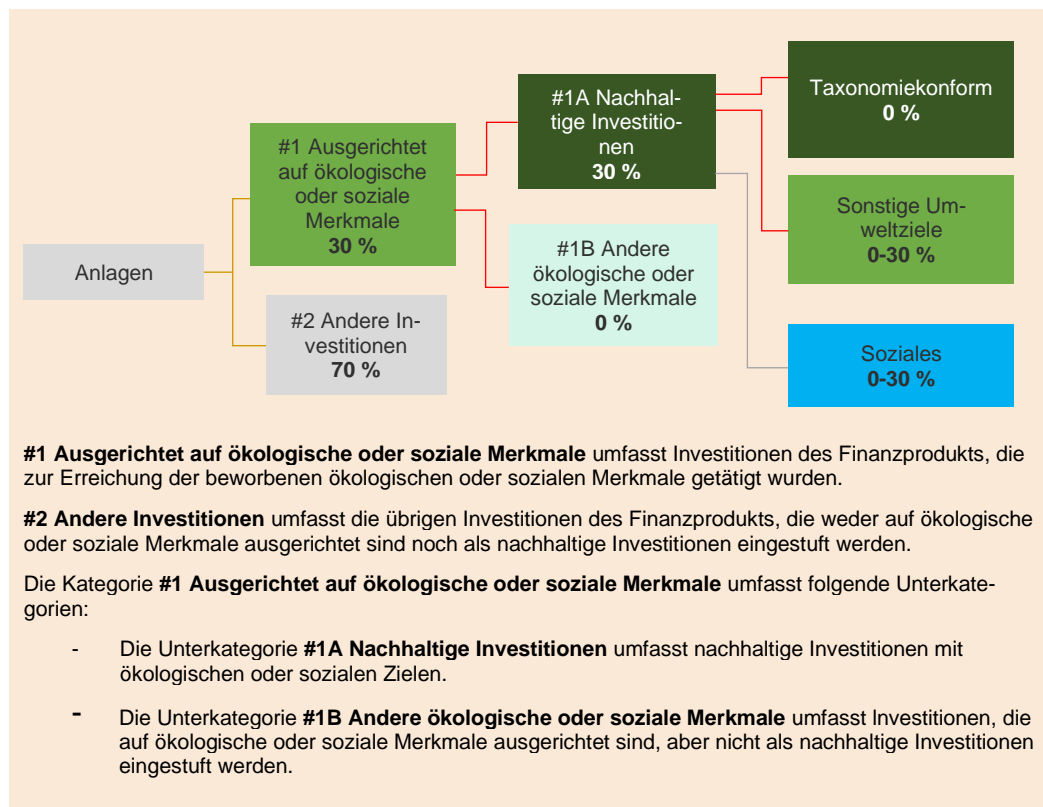 Anlagen
#1 Ausgerichtet
auf ökologische
oder soziale
Merkmale
30 %
#2 Andere In-
vestitionen
70 %
#1A Nachhal-
tige Investitio-
nen
30 %
#1B Andere
ökologische oder
soziale Merkmale
0 %
Taxonomiekonform
0 %
Sonstige Um-
weltziele
0-30 %
Soziales
0-30 %
#1 Ausgerichtet auf ökologische oder soziale Merkmale umfasst Investitionen des Finanzprodukts, die
zur Erreichung der beworbenen ökologischen oder sozialen Merkmale getätigt wurden.
#2 Andere Investitionen umfasst die übrigen Investitionen des Finanzprodukts, die weder auf ökologische
oder soziale Merkmale ausgerichtet sind noch als nachhaltige Investitionen eingestuft werden.
Die Kategorie #1 Ausgerichtet auf ökologische oder soziale Merkmale umfasst folgende Unterkate-
gorien:
- Die Unterkategorie #1A Nachhaltige Investitionen umfasst nachhaltige Investitionen mit
ökologischen oder sozialen Zielen.
- Die Unterkategorie #1B Andere ökologische oder soziale Merkmale umfasst Investitionen, die
auf ökologische oder soziale Merkmale ausgerichtet sind, aber nicht als nachhaltige Investitionen
eingestuft werden.